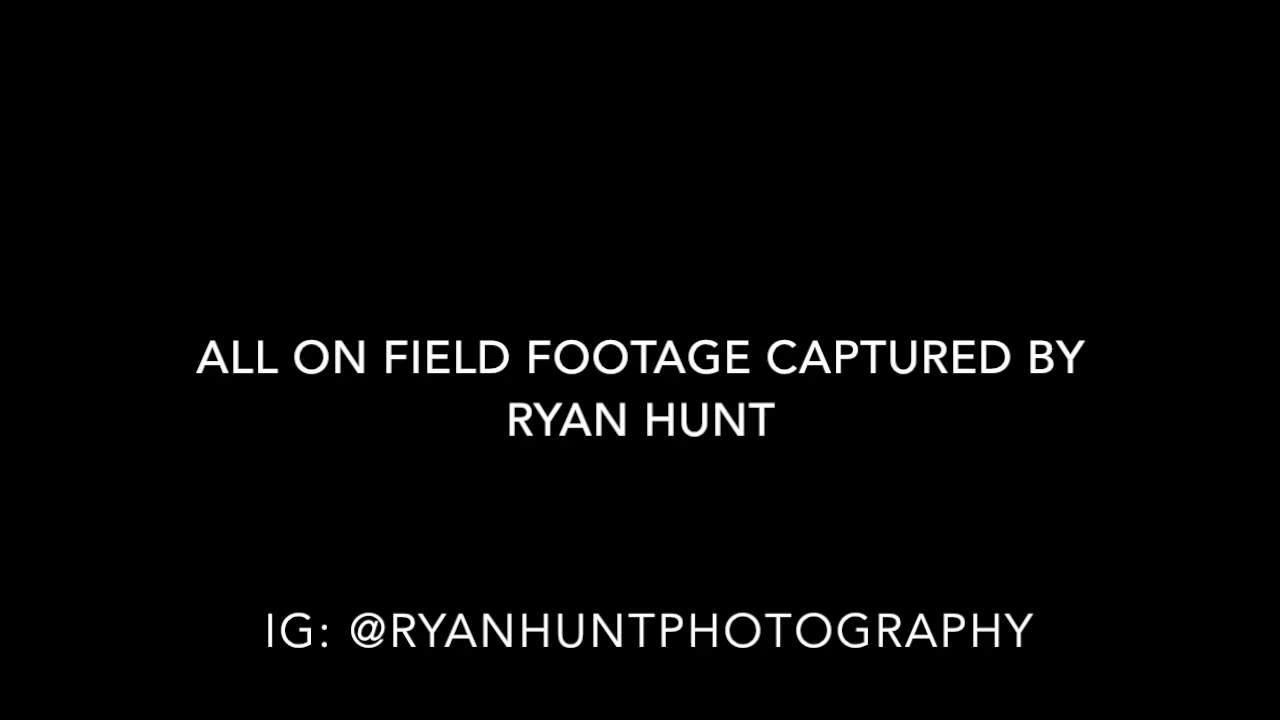 ALL ON FIELD FOOTAGE CAPTURED BY
RYAN HUNT
IG: @RYANHUNTPHOTOGRAPHY